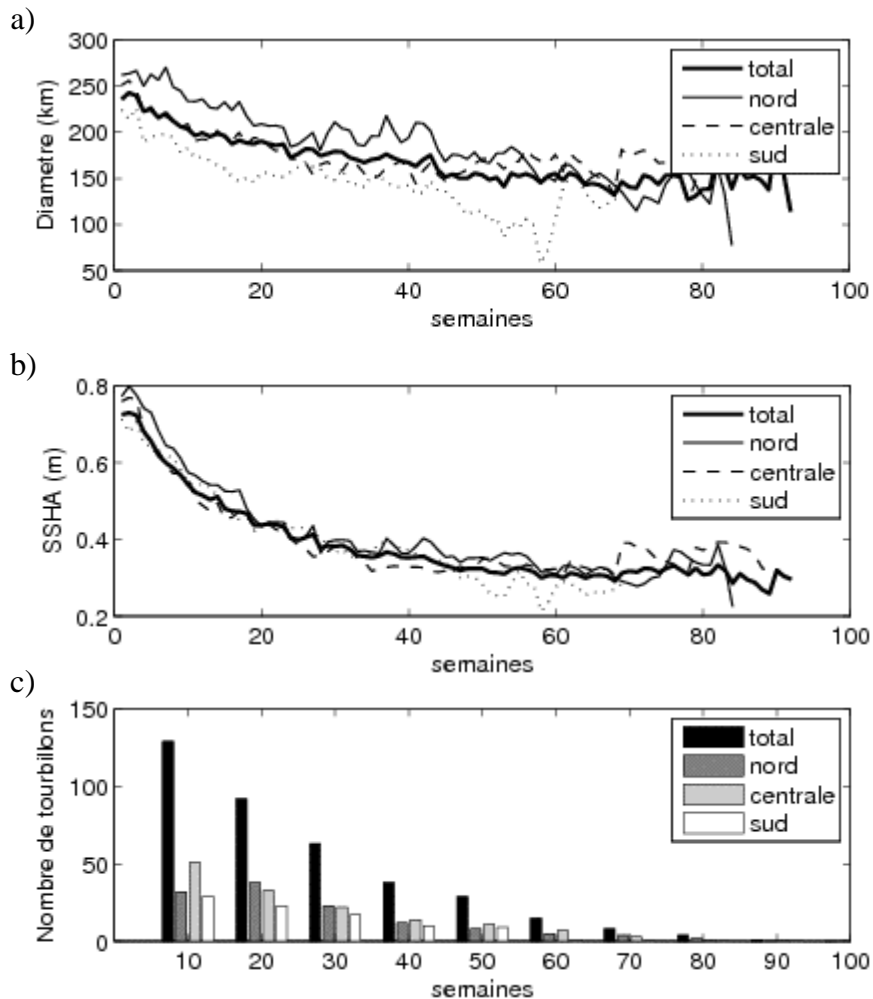 a)
300
250
200
150
100
50
Diametre (km)
total
nord
centrale
sud
0
20
40
60
80
100
semaines
b)
0.8
0.6
0.4
0.2
SSHA (m)
total
nord
centrale
sud
0
20
40
60
80
100
semaines
c)
150
100
50
0
Nombre de tourbillons
total
nord
centrale
sud
10
20
30
40
50
60
70
80
90
100
semaines